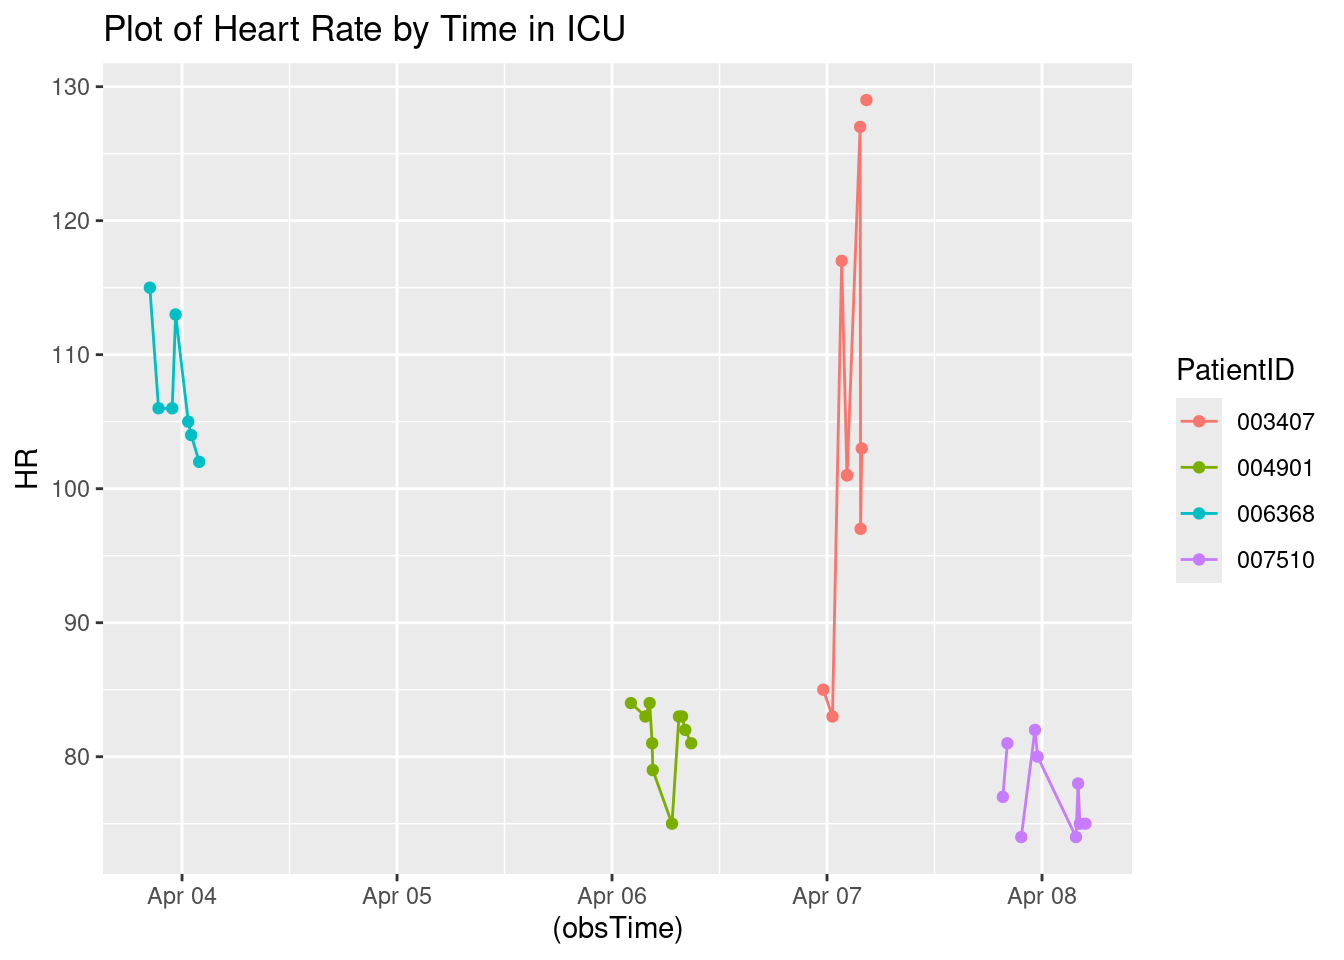 Plot of Heart Rate by Time in ICU
130
120
110
100
90
80
HR
Apr 04
Apr 05
Apr 06
Apr 07
Apr 08
(obsTime)
PatientID
003407
004901
006368
007510